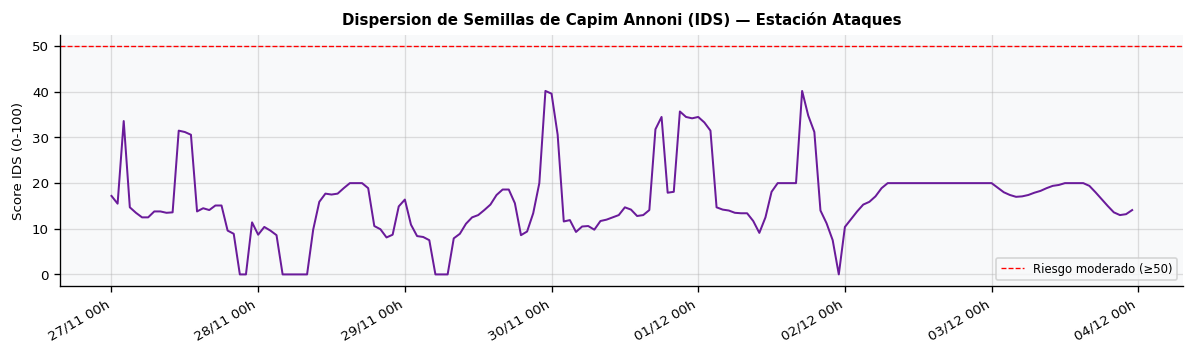 Dispersion de Semillas de Capim Annoni (IDS) — Estación Ataques
Score IDS (0-100)
50
40
30
20
10
0
Riesgo moderado (≥50)
27/11 00h
28/11 00h
29/11 00h
30/11 00h
01/12 00h
02/12 00h
03/12 00h
04/12 00h